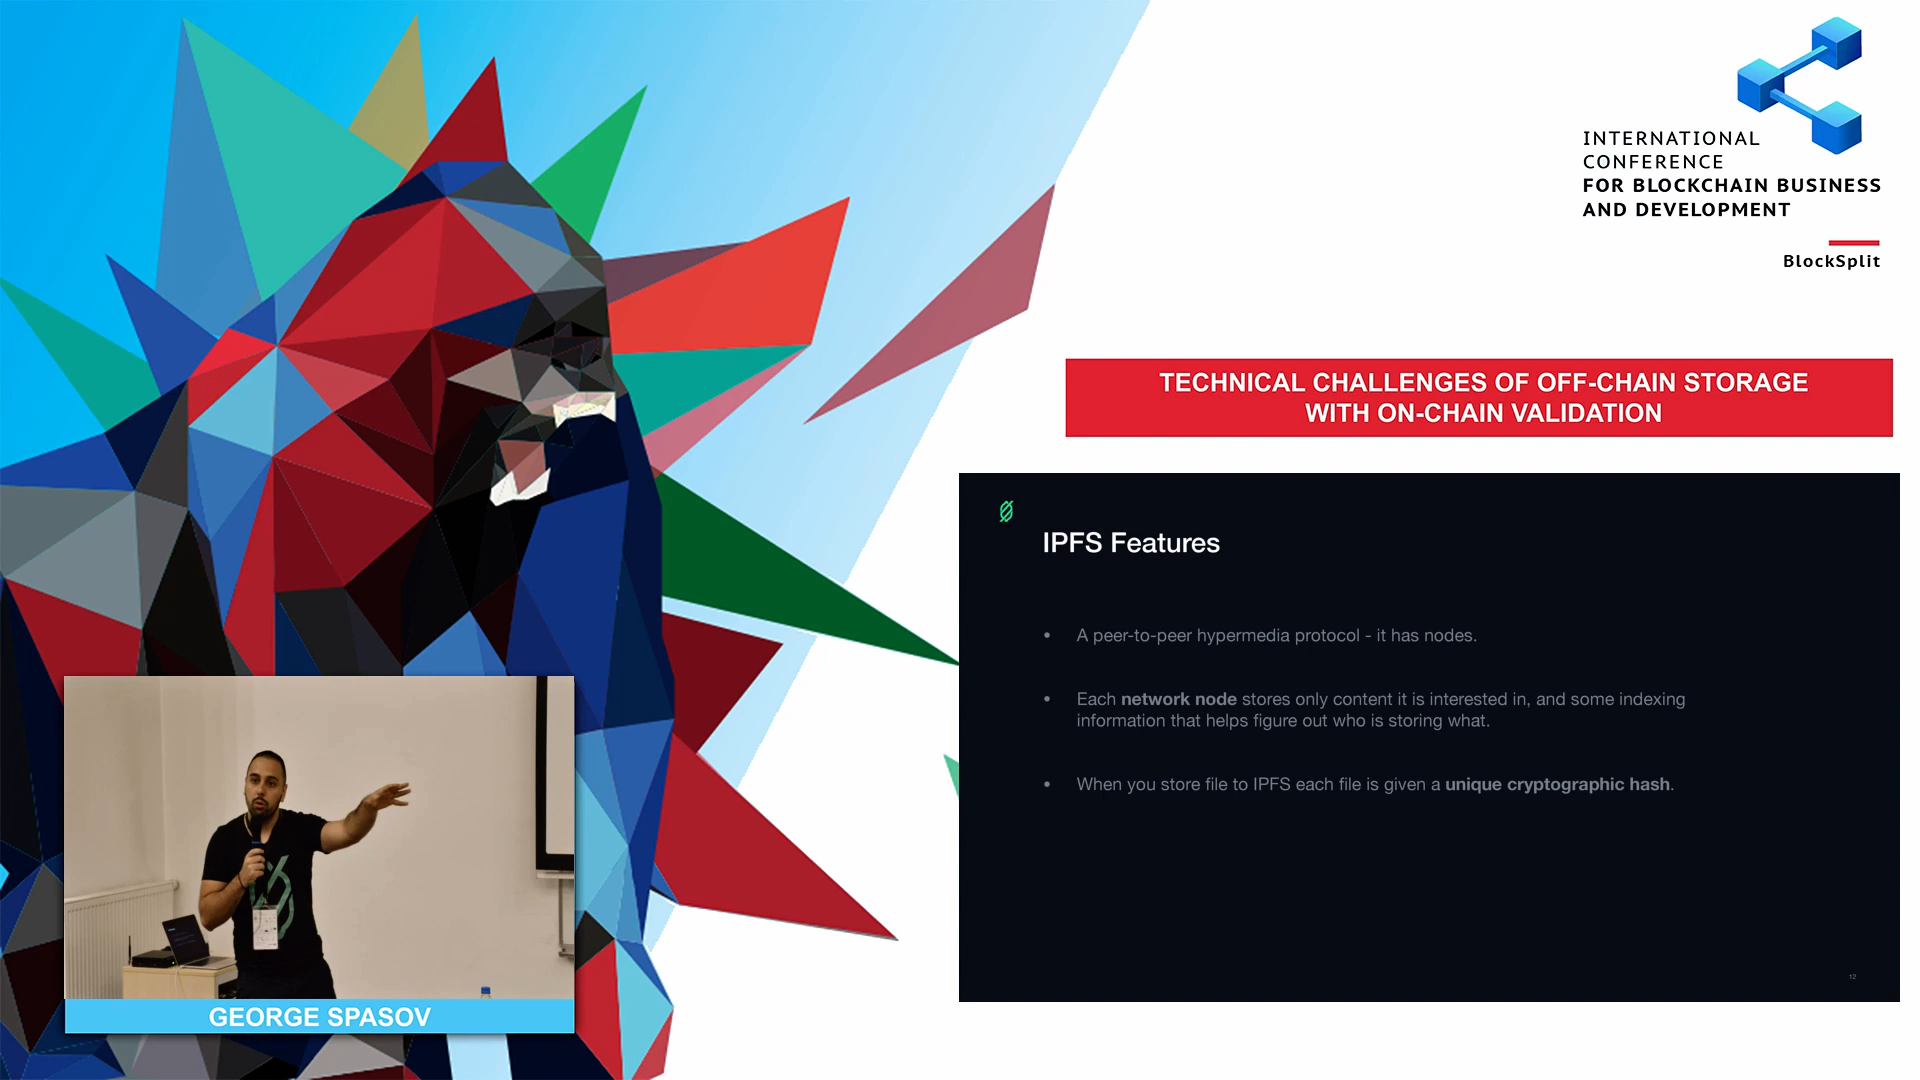 INTERNATIONAL
CONFERENCE
FOR BLOCKCHAIN BUSINESS
AND DEVELOPMENT
BlockSplit
TECHNICAL CHALLENGES OF OFF-CHAIN STORAGE
WITH ON-CHAIN VALIDATION
IPFS Features
• A peer-to-peer hypermedia protocol - it has nodes.
• Each network node stores only content it is interested in, and some indexing
information that helps figure out who is storing what.
• When you store file to IPFS each file is given a unique cryptographic hash.
12
GEORGE SPASOV